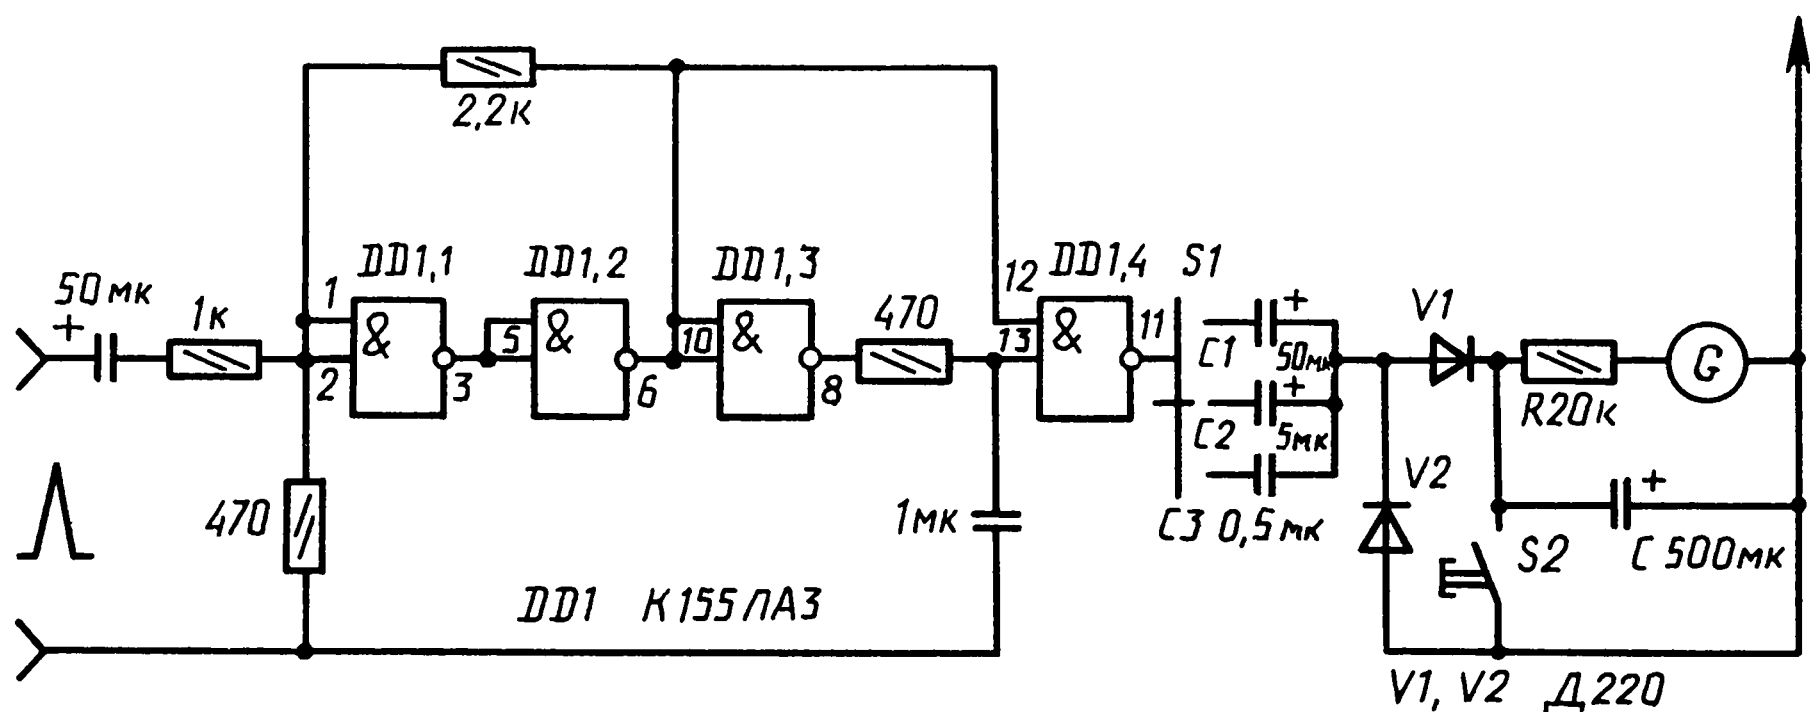 2,2к
DD1,1
DD1,2
DD1,3
DD1,4
S1
50мк
+
1к
1
2
&
3
5
&
6
10
&
8
470
12
13
&
11
C1
+
50мк
C2
+
5мк
C3 0,5мк
V1
V2
R20к
G
470
1мк
S2
+
C 500мк
DD1 К155ЛА3
V1, V2 Д220